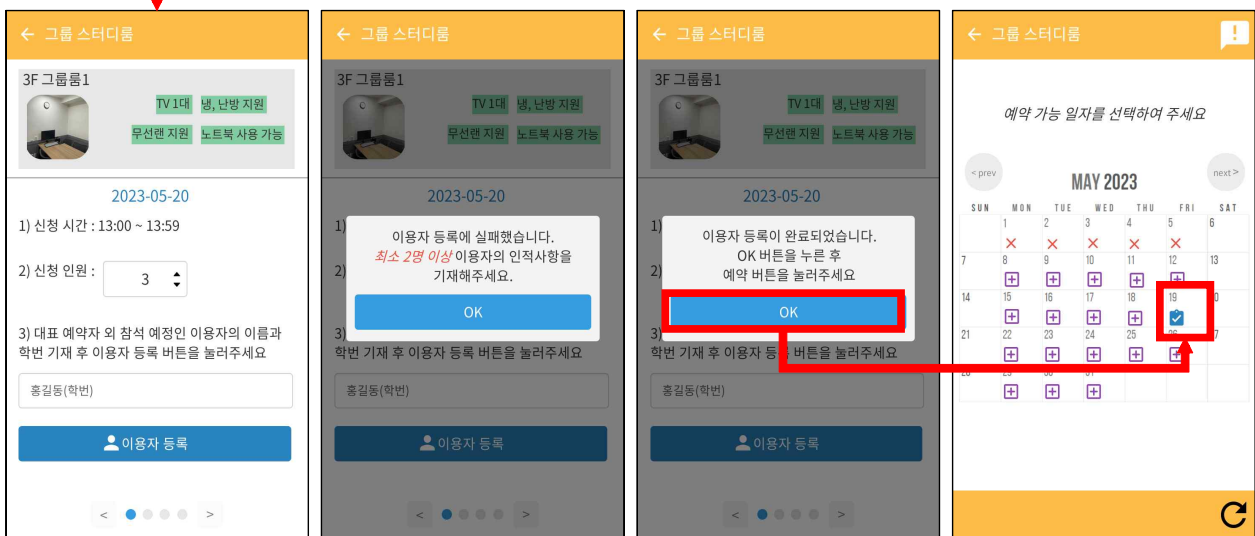 ← 그룹 스터디룸
3F 그룹룸1
TV 1대 냉, 난방 지원
무선랜 지원 노트북 사용 가능
2023-05-20
1) 신청 시간 : 13:00 ~ 13:59
2) 신청 인원 : 3
3) 대표 예약자 외 참석 예정인 이용자의 이름과
학번 기재 후 이용자 등록 버튼을 눌러주세요
홍길동(학번)
이용자 등록
< >
← 그룹 스터디룸
3F 그룹룸1
TV 1대 냉, 난방 지원
무선랜 지원 노트북 사용 가능
2023-05-20
1)
이용자 등록에 실패했습니다.
최소 2명 이상 이용자의 인적사항을
2)
기재해주세요.
OK
3)
학번 기재 후 이용자 등록 버튼을 눌러주세요
홍길동(학번)
이용자 등록
< >
← 그룹 스터디룸
3F 그룹룸1
TV 1대 냉, 난방 지원
무선랜 지원 노트북 사용 가능
2023-05-20
1)
이용자 등록이 완료되었습니다.
OK 버튼을 누른 후
2)
예약 버튼을 눌러주세요
OK
3)
학번 기재 후 이용자 등록 버튼을 눌러주세요
홍길동(학번)
이용자 등록
< >
← 그룹 스터디룸 !
예약 가능 일자를 선택하여 주세요
< prev MAY 2023 next >
SUN MON TUE WED THU FRI SAT
1 2 3 4 5 6
7 8 9 10 11 12 13
14 15 16 17 18 19
21 22 23 24 25